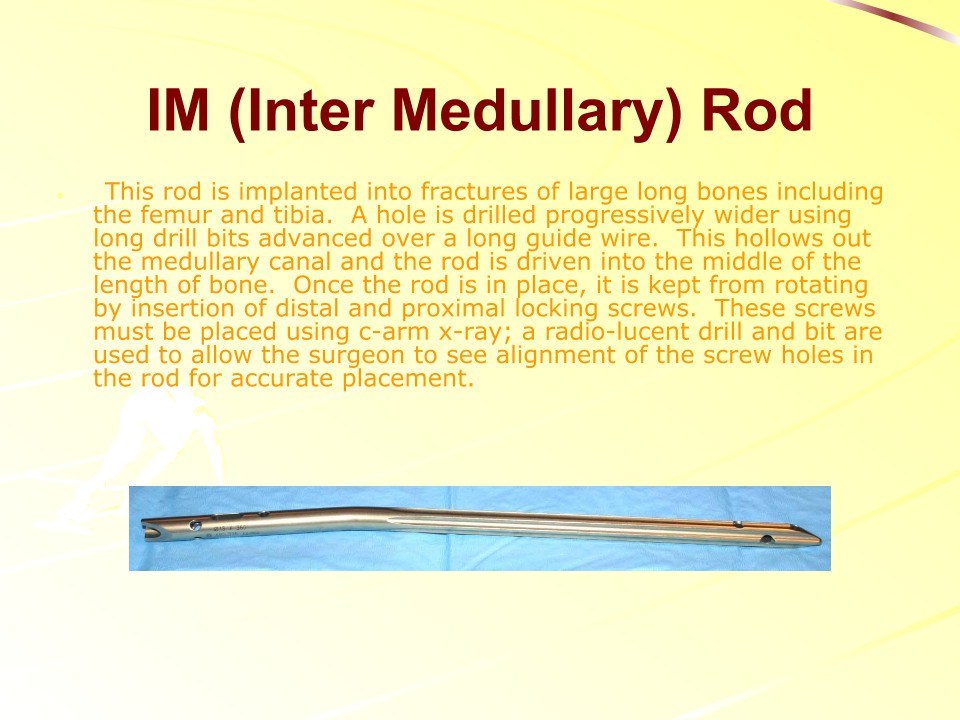 IM (Inter Medullary) Rod
This rod is implanted into fractures of large long bones including
the femur and tibia.  A hole is drilled progressively wider using
long drill bits advanced over a long guide wire.  This hollows out
the medullary canal and the rod is driven into the middle of the
length of bone.  Once the rod is in place, it is kept from rotating
by insertion of distal and proximal locking screws.  These screws
must be placed using c-arm x-ray; a radio-lucent drill and bit are
used to allow the surgeon to see alignment of the screw holes in
the rod for accurate placement.